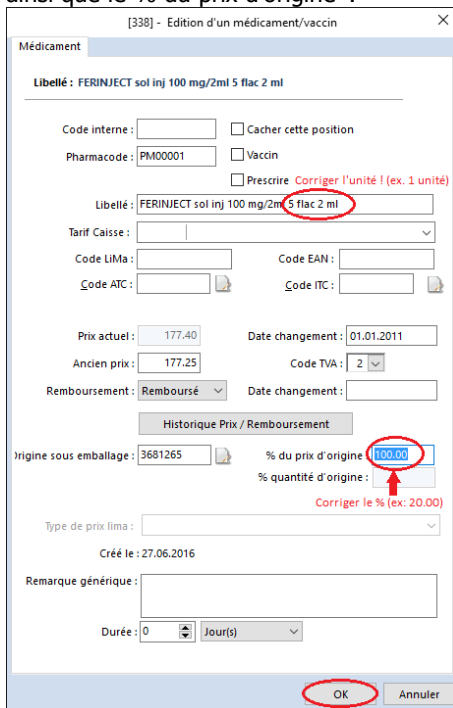 ainsi que le % du prix d'origine .
[338] - Edition d'un médicament/vaccin
Médicament
Libellé : FERINJECT sol inj 100 mg/2ml 5 flac 2 ml
Code interne : Cacher cette position
Pharmacode : PM00001 Vaccin
Prescrire Corriger l'unité ! (ex. 1 unité)
Libellé : FERINJECT sol inj 100 mg/2m 5 flac 2 ml
Tarif Caisse :
Code LiMa : Code EAN :
Code ATC : Code ITC :
Prix actuel : 177.40 Date changement : 01.01.2011
Ancien prix : 177.25 Code TVA : 2
Remboursement : Remboursé Date changement :
Historique Prix / Remboursement
Origine sous emballage : 3681265 % du prix d'origine : 100.00
% quantité d'origine :
Corriger le % (ex: 20.00)
Type de prix lima :
Créé le : 27.06.2016
Remarque générique :
Durée : 0 Jour(s)
OK Annuler